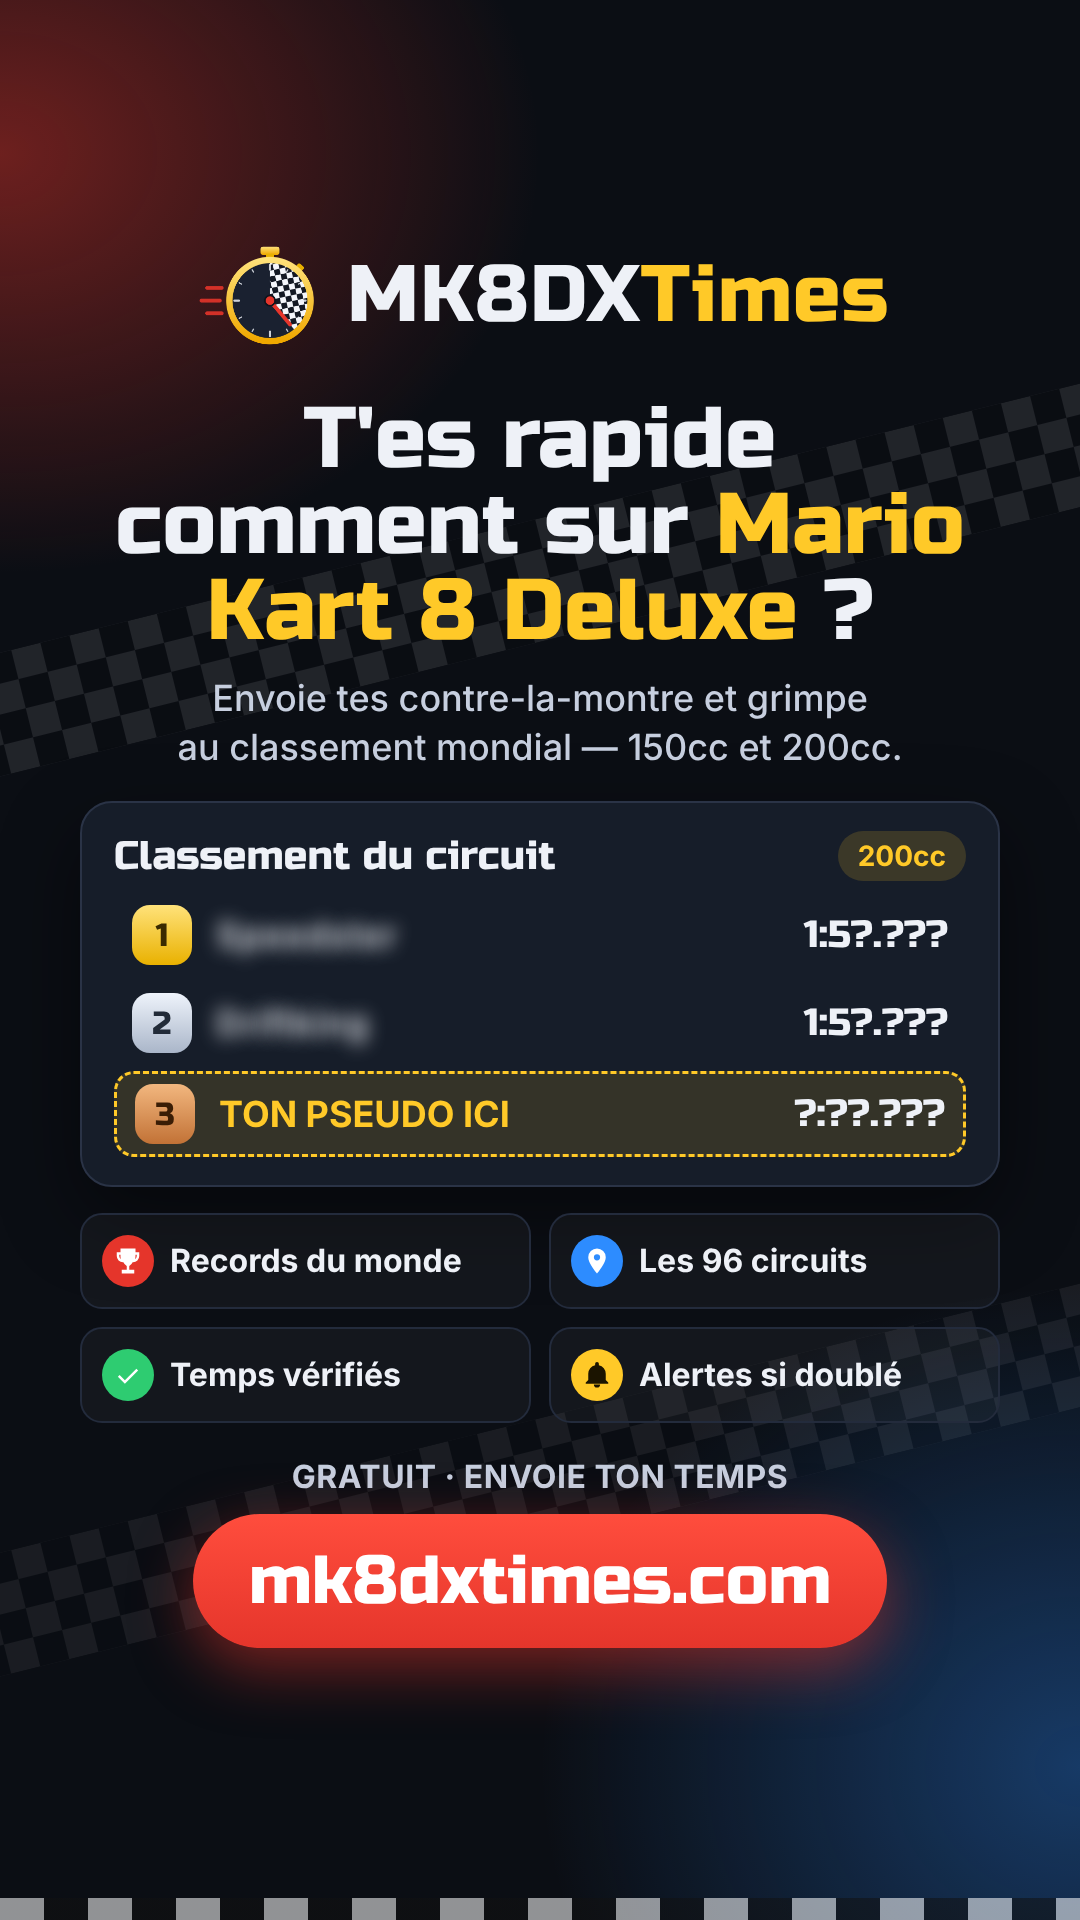 MK8DXTimes
T'es rapide
comment sur Mario
Kart 8 Deluxe ?
Envoie tes contre-la-montre et grimpe
au classement mondial — 150cc et 200cc.
Classement du circuit
200cc
1 Speedster 1:5?.???
2 1:5?.???
3 TON PSEUDO ICI ?:??.???
Records du monde
Les 96 circuits
Temps vérifiés
Alertes si doublé
GRATUIT · ENVOIE TON TEMPS
mk8dxtimes.com